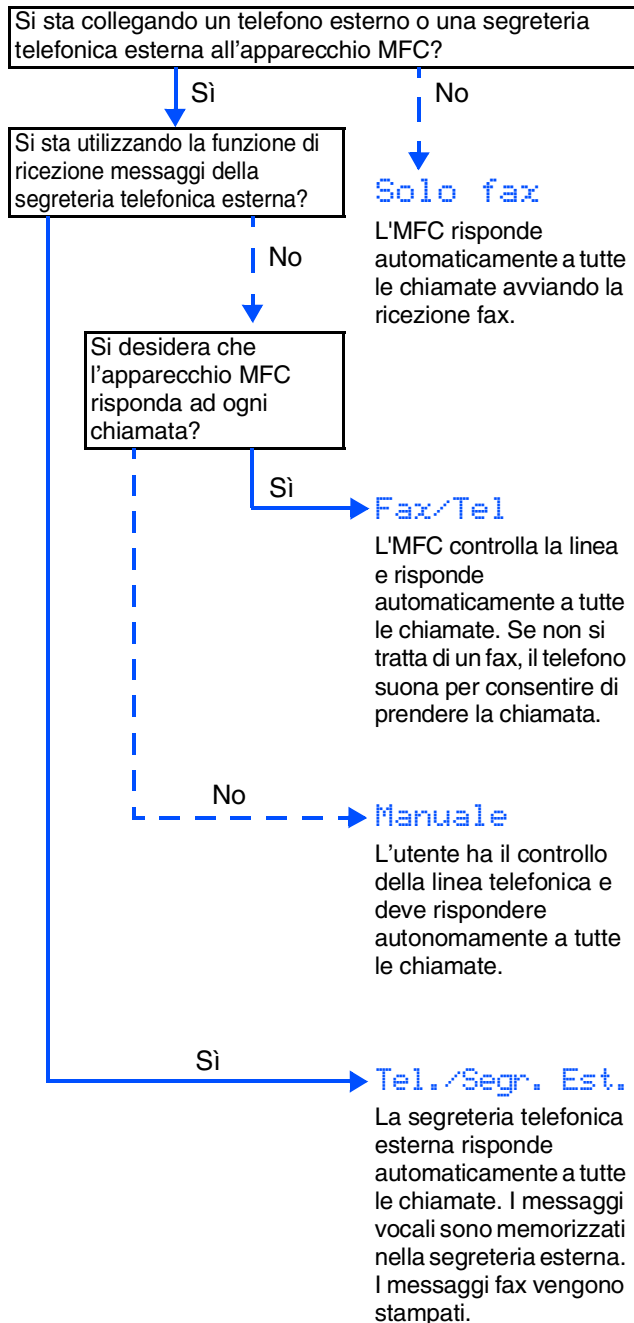 Si sta collegando un telefono esterno o una segreteria
telefonica esterna all’apparecchio MFC?
Sì
No
Si sta utilizzando la funzione di
ricezione messaggi della
segreteria telefonica esterna?
Solo fax
L'MFC risponde
automaticamente a tutte
le chiamate avviando la
ricezione fax.
No
Si desidera che
l’apparecchio MFC
risponda ad ogni
chiamata?
Sì
Fax/Tel
L'MFC controlla la linea
e risponde
automaticamente a tutte
le chiamate. Se non si
tratta di un fax, il telefono
suona per consentire di
prendere la chiamata.
No
Manuale
L’utente ha il controllo
della linea telefonica e
deve rispondere
autonomamente a tutte
le chiamate.
Sì
Tel./Segr. Est.
La segreteria telefonica
esterna risponde
automaticamente a tutte
le chiamate. I messaggi
vocali sono memorizzati
nella segreteria esterna.
I messaggi fax vengono
stampati.